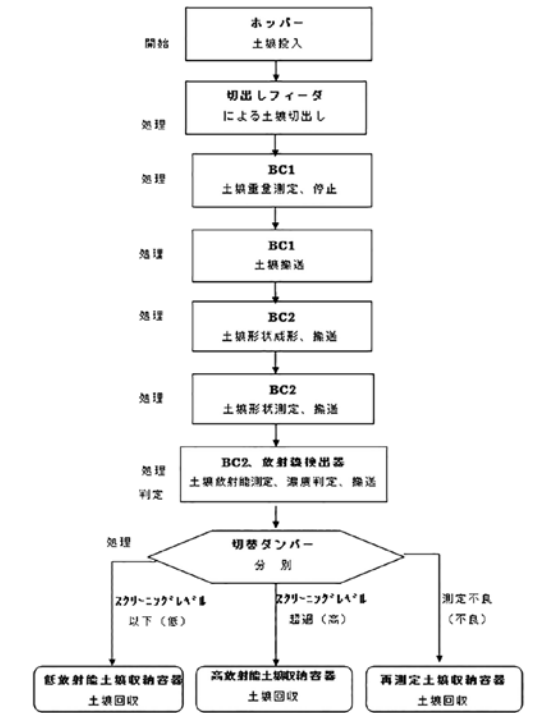 ホッパー
開始
土壌投入
切出しフィーダ
による土壌切出し
処理
BC1
処理
土壌重量測定、停止
BC1
処理
土壌搬送
BC2
処理
土壌形状成形、搬送
BC2
処理
土壌形状測定、搬送
BC2、放射線検出器
処理
土壌放射能測定、濃度判定、搬送
判定
処理
切替ダンパー
分　別
スクリーニングレベル
以下（低）
スクリーニングレベル
超過（高）
測定不良
（不良）
低放射能土壌収納容器
土壌回収
高放射能土壌収納容器
土壌回収
再測定土壌収納容器
土壌回収